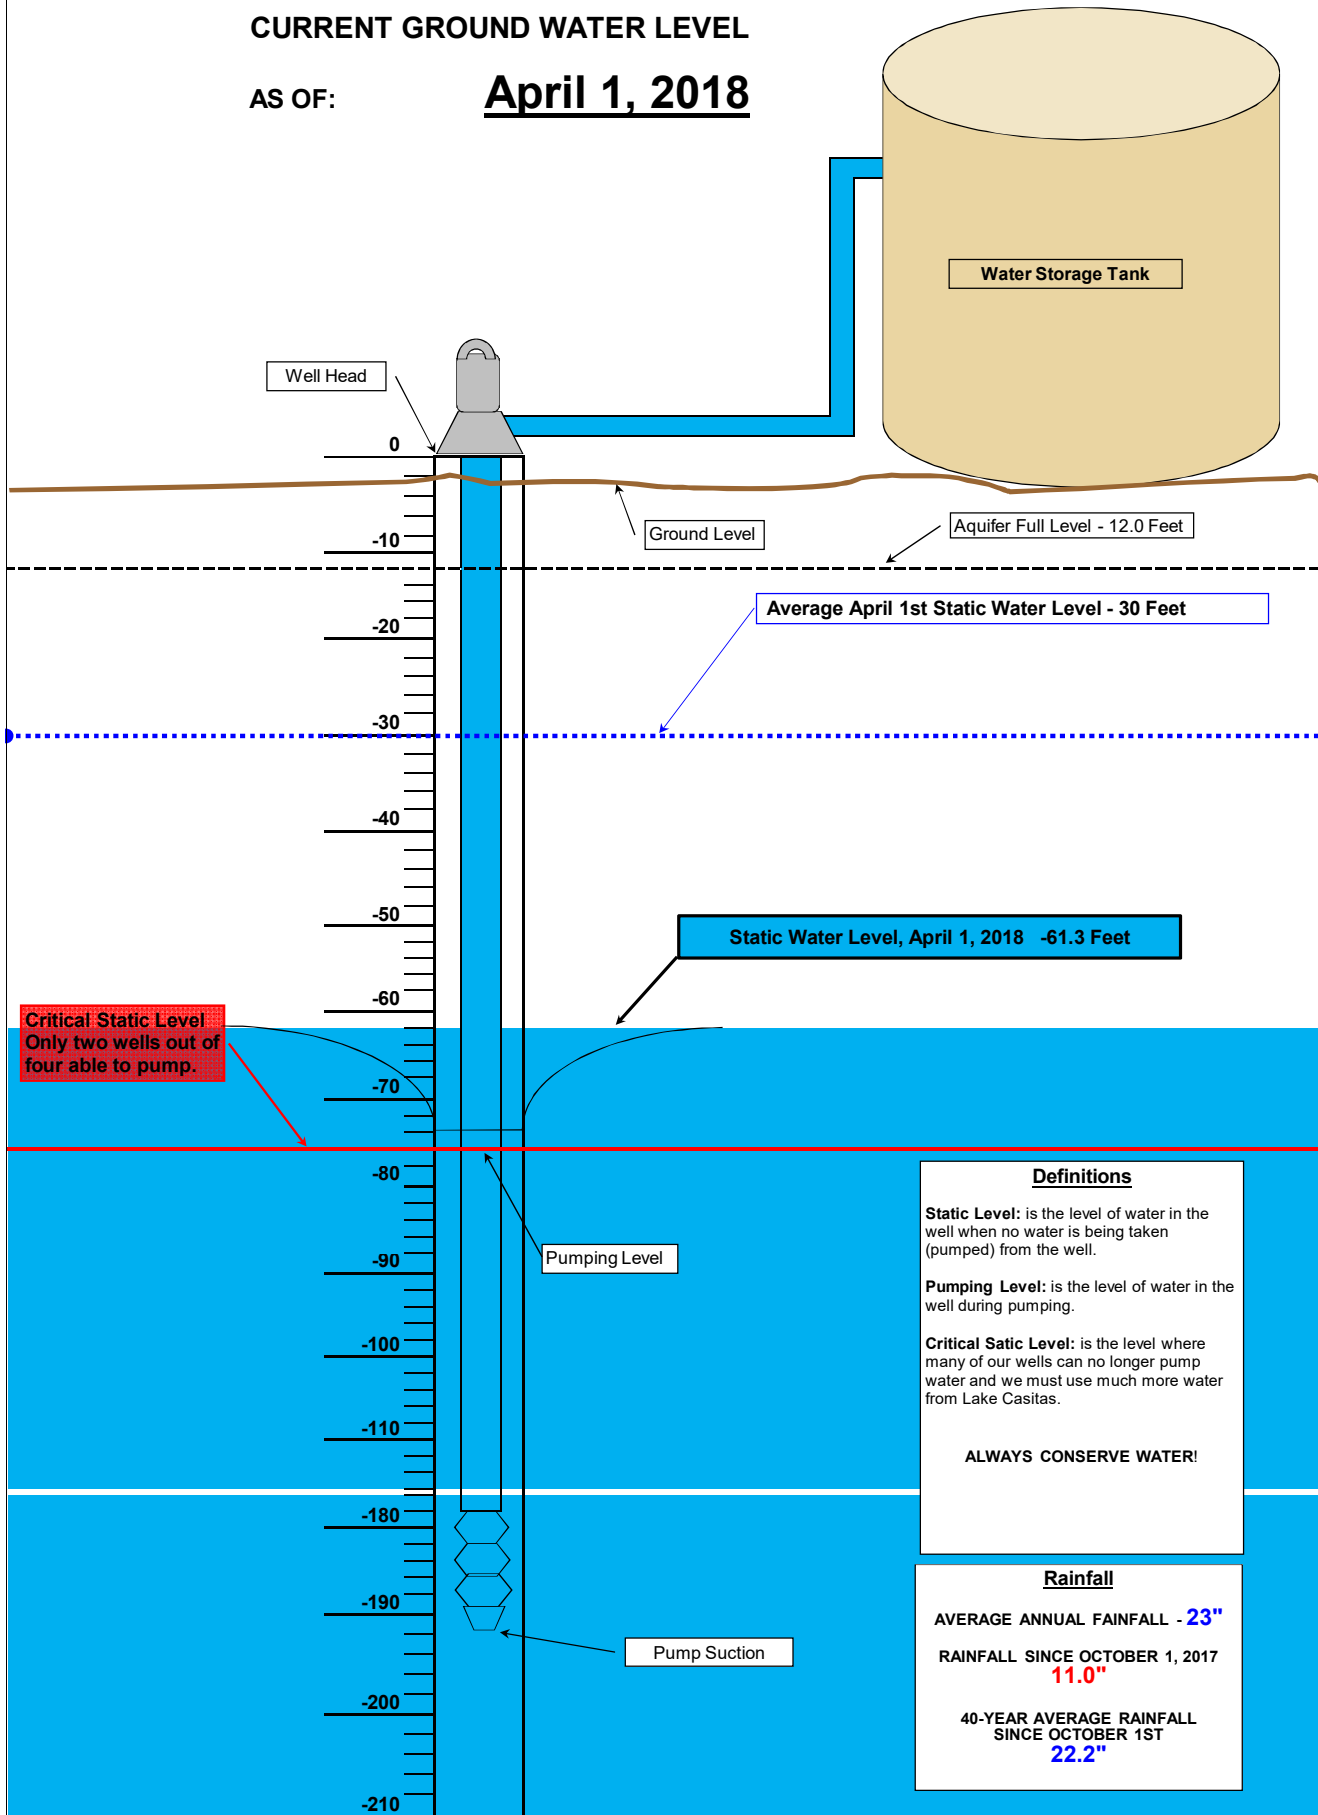 CURRENT GROUND WATER LEVEL
AS OF: April 1, 2018
Water Storage Tank
Well Head
0
Ground Level
Aquifer Full Level - 12.0 Feet
-10
Average April 1st Static Water Level - 30 Feet
-20
-30
-40
-50
Static Water Level, April 1, 2018 -61.3 Feet
-60
Critical Static Level
Only two wells out of
four able to pump.
-70
-80
Pumping Level
-90
-100
-110
Definitions
Static Level: is the level of water in the
well when no water is being taken
(pumped) from the well.
Pumping Level: is the level of water in the
well during pumping.
Critical Satic Level: is the level where
many of our wells can no longer pump
water and we must use much more water
from Lake Casitas.
ALWAYS CONSERVE WATER!
-180
-190
Pump Suction
-200
-210
Rainfall
AVERAGE ANNUAL FAINFALL - 23"
RAINFALL SINCE OCTOBER 1, 2017
11.0"
40-YEAR AVERAGE RAINFALL
SINCE OCTOBER 1ST
22.2"